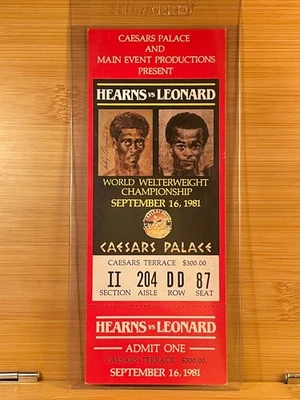 CAESARS PALACE
AND
MAIN EVENT PRODUCTIONS
PRESENT
HEARNS vs LEONARD
WORLD WELTERWEIGHT
CHAMPIONSHIP
SEPTEMBER 16, 1981
CAESARS PALACE
CAESARS TERRACE $300.00
II 204 DD 87
SECTION AISLE ROW SEAT
HEARNS vs LEONARD
ADMIT ONE
CAESARS TERRACE $300.00
SEPTEMBER 16, 1981